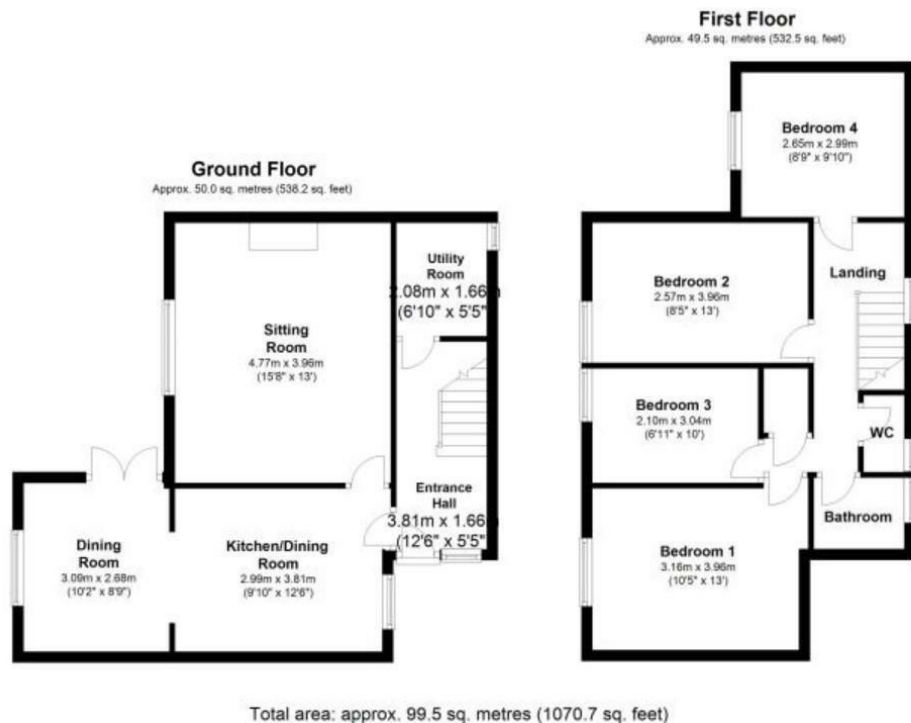 Ground Floor
Approx. 50.0 sq. metres (538.2 sq. feet)
Sitting
Room
4.77m x 3.96m
(15'8" x 13')
Utility
Room
2.08m x 1.66m
(6'10" x 5'5")
Entrance
Hall
3.81m x 1.66m
(12'6" x 5'5")
Dining
Room
3.09m x 2.68m
(10'2" x 8'9")
Kitchen/Dining
Room
2.99m x 3.81m
(9'10" x 12'6")
First Floor
Approx. 49.5 sq. metres (532.5 sq. feet)
Bedroom 4
2.65m x 2.99m
(8'9" x 9'10")
Bedroom 2
2.57m x 3.96m
(8'5" x 13')
Landing
Bedroom 3
2.10m x 3.04m
(6'11" x 10')
WC
Bathroom
Bedroom 1
3.16m x 3.96m
(10'5" x 13')
Total area: approx. 99.5 sq. metres (1070.7 sq. feet)